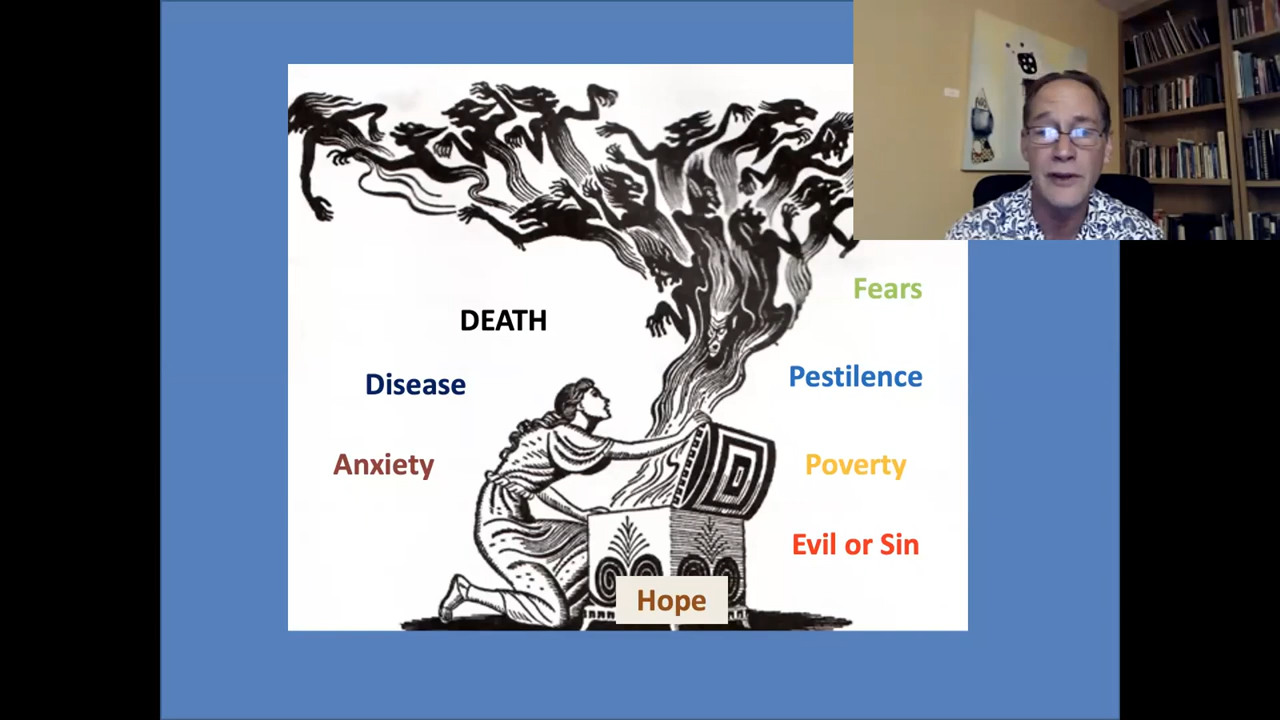 Fears
DEATH
Pestilence
Disease
Anxiety
Poverty
Evil or Sin
Hope